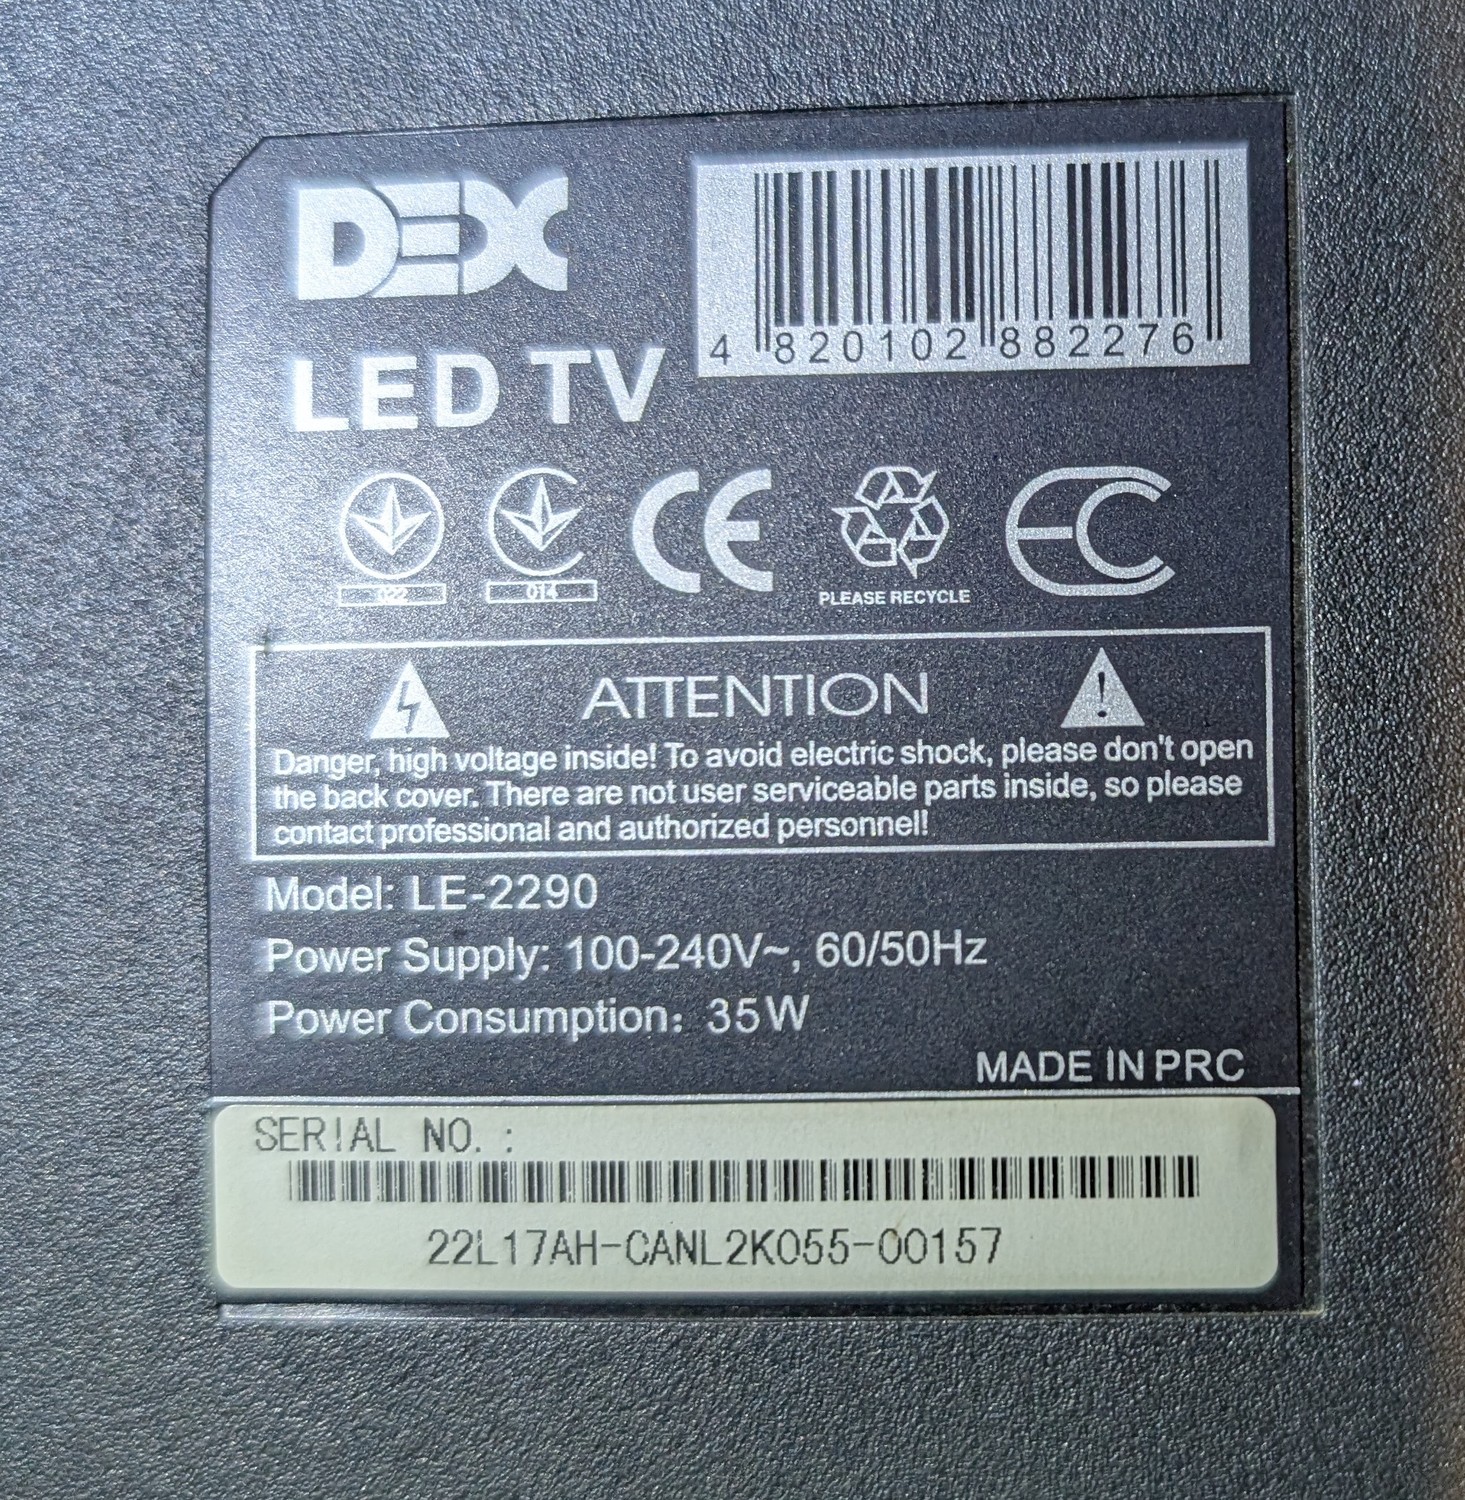 DEX
4 820102 882276
LED TV
022
014
CE
PLEASE RECYCLE
EC
ATTENTION
Danger, high voltage inside! To avoid electric shock, please don't open
the back cover. There are not user serviceable parts inside, so please
contact professional and authorized personnel!
Model: LE-2290
Power Supply: 100-240V~, 60/50Hz
Power Consumption: 35W
MADE IN PRC
SERIAL NO. :
22L17AH-CANL2K055-00157